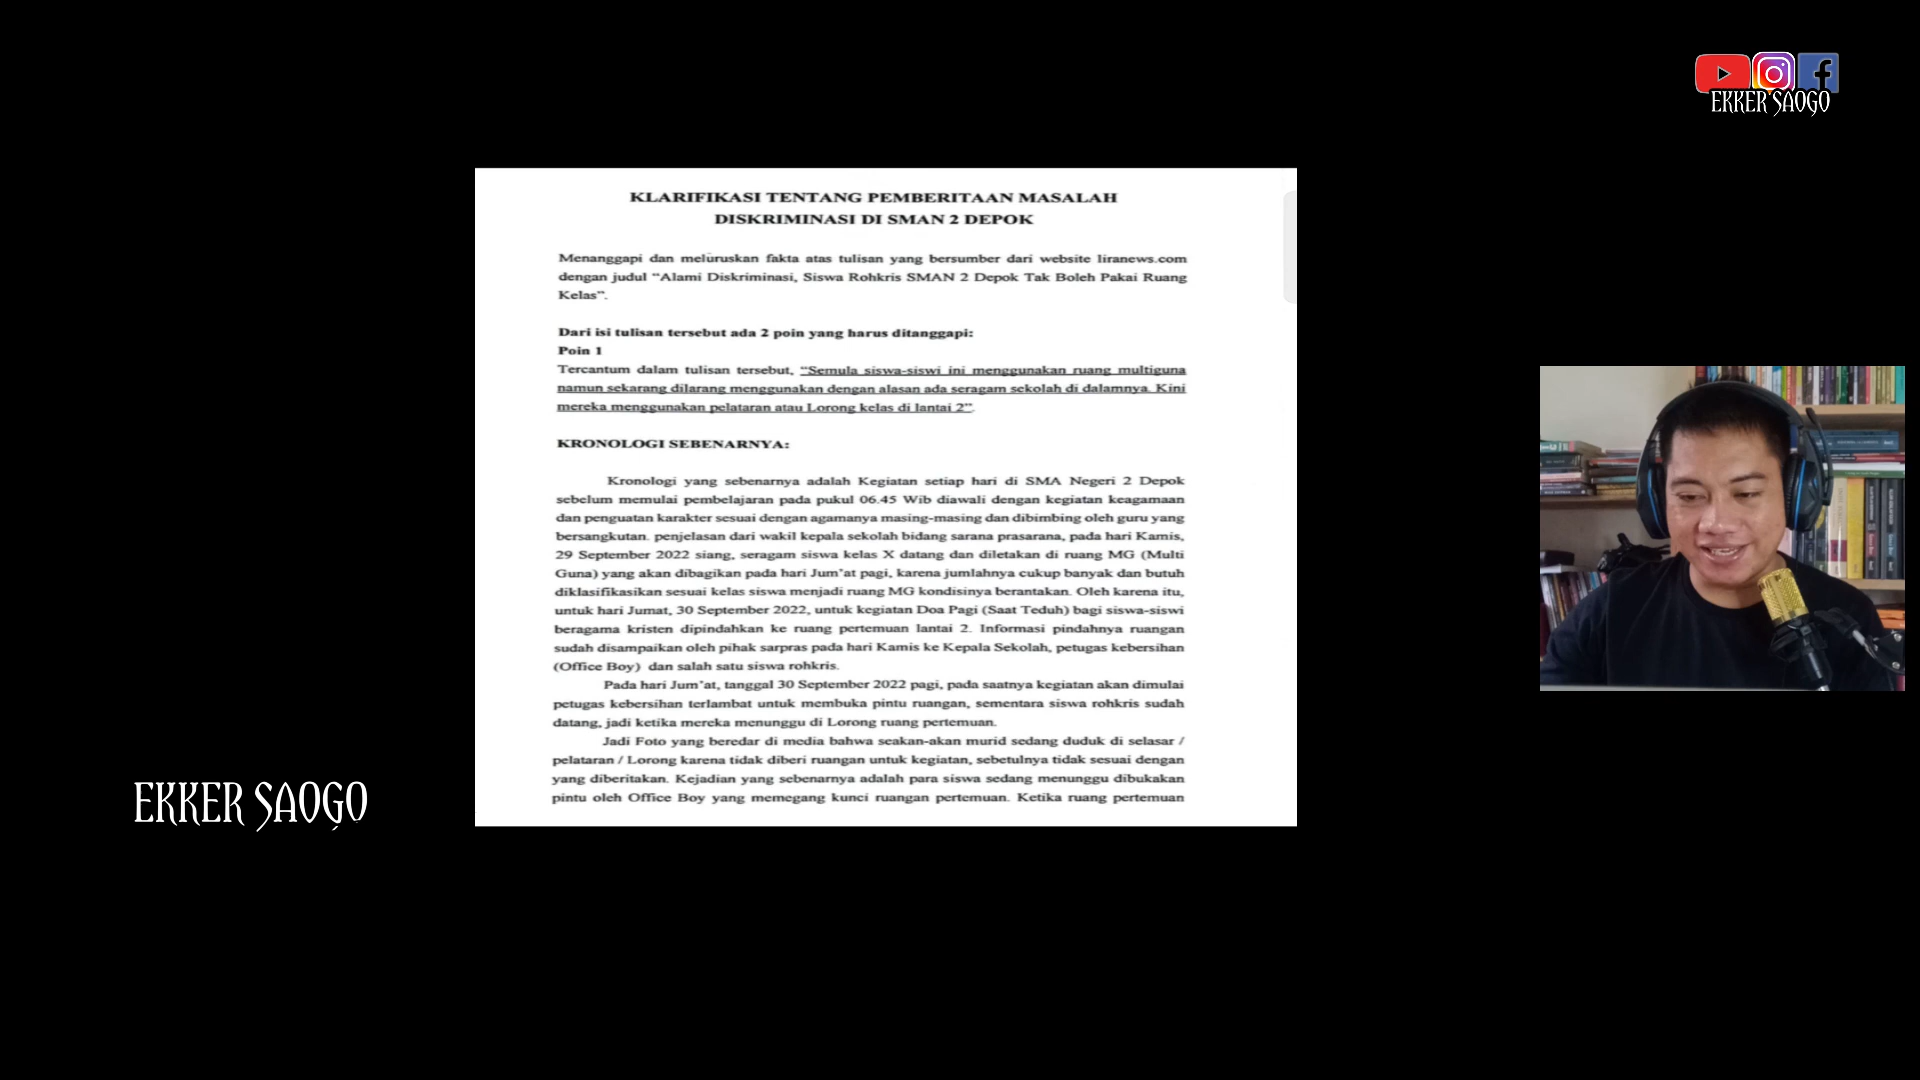 EKKER SAOGO
KLARIFIKASI TENTANG PEMBERITAAN MASALAH
DISKRIMINASI DI SMAN 2 DEPOK
Menanggapi dan meluruskan fakta atas tulisan yang bersumber dari website liranews.com
dengan judul “Alami Diskriminasi, Siswa Rohkris SMAN 2 Depok Tak Boleh Pakai Ruang
Kelas”.
Dari isi tulisan tersebut ada 2 poin yang harus ditanggapi:
Poin 1
Tercantum dalam tulisan tersebut, “Semula siswa-siswi ini menggunakan ruang multiguna
namun sekarang dilarang menggunakan dengan alasan ada seragam sekolah di dalamnya. Kini
mereka menggunakan pelataran atau Lorong kelas di lantai 2”.
KRONOLOGI SEBENARNYA:
Kronologi yang sebenarnya adalah Kegiatan setiap hari di SMA Negeri 2 Depok
sebelum memulai pembelajaran pada pukul 06.45 Wib diawali dengan kegiatan keagamaan
dan penguatan karakter sesuai dengan agamanya masing-masing dan dibimbing oleh guru yang
bersangkutan. penjelasan dari wakil kepala sekolah bidang sarana prasarana, pada hari Kamis,
29 September 2022 siang, seragam siswa kelas X datang dan diletakan di ruang MG (Multi
Guna) yang akan dibagikan pada hari Jum’at pagi, karena jumlahnya cukup banyak dan butuh
diklasifikasikan sesuai kelas siswa menjadi ruang MG kondisinya berantakan. Oleh karena itu,
untuk hari Jumat, 30 September 2022, untuk kegiatan Doa Pagi (Saat Teduh) bagi siswa-siswi
beragama kristen dipindahkan ke ruang pertemuan lantai 2. Informasi pindahnya ruangan
sudah disampaikan oleh pihak sarpras pada hari Kamis ke Kepala Sekolah, petugas kebersihan
(Office Boy) dan salah satu siswa rohkris.
Pada hari Jum’at, tanggal 30 September 2022 pagi, pada saatnya kegiatan akan dimulai
petugas kebersihan terlambat untuk membuka pintu ruangan, sementara siswa rohkris sudah
datang, jadi ketika mereka menunggu di Lorong ruang pertemuan.
Jadi Foto yang beredar di media bahwa seakan-akan murid sedang duduk di selasar /
pelataran / Lorong karena tidak diberi ruangan untuk kegiatan, sebetulnya tidak sesuai dengan
yang diberitakan. Kejadian yang sebenarnya adalah para siswa sedang menunggu dibukakan
pintu oleh Office Boy yang memegang kunci ruangan pertemuan. Ketika ruang pertemuan
EKKER SAOGO